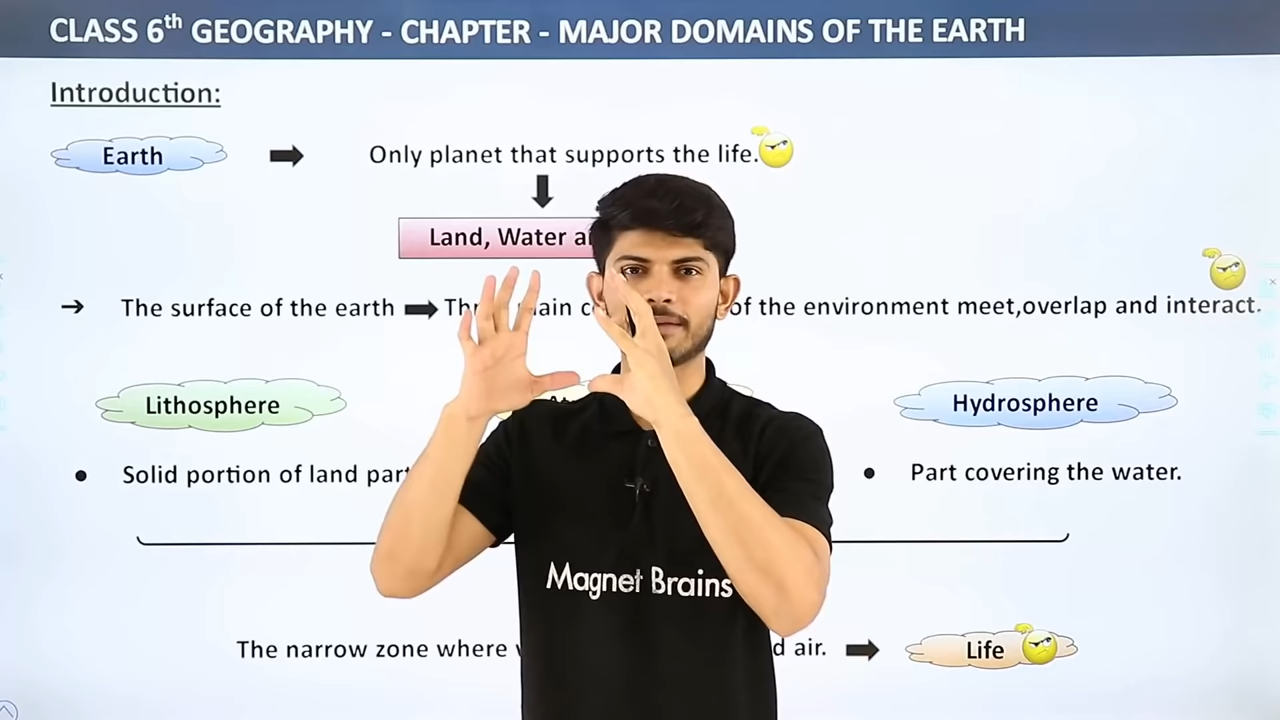 CLASS 6th GEOGRAPHY - CHAPTER - MAJOR DOMAINS OF THE EARTH
Introduction:
Earth
Only planet that supports the life.
Land, Water
The surface of the earth
of the environment meet,overlap and interact.
Lithosphere
Hydrosphere
Solid portion of land
Part covering the water.
Magnet Brains
The narrow zone where
air.
Life